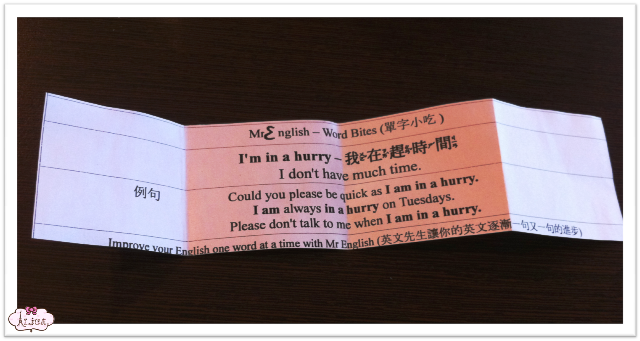 MrEnglish – Word Bites (單字小吃)
I'm in a hurry ~ 我在趕時間
I don't have much time.
例句
Could you please be quick as I am in a hurry.
I am always in a hurry on Tuesdays.
Please don't talk to me when I am in a hurry.
Improve your English one word at a time with Mr English (英文先生讓你的英文逐漸一句又一句的進步)